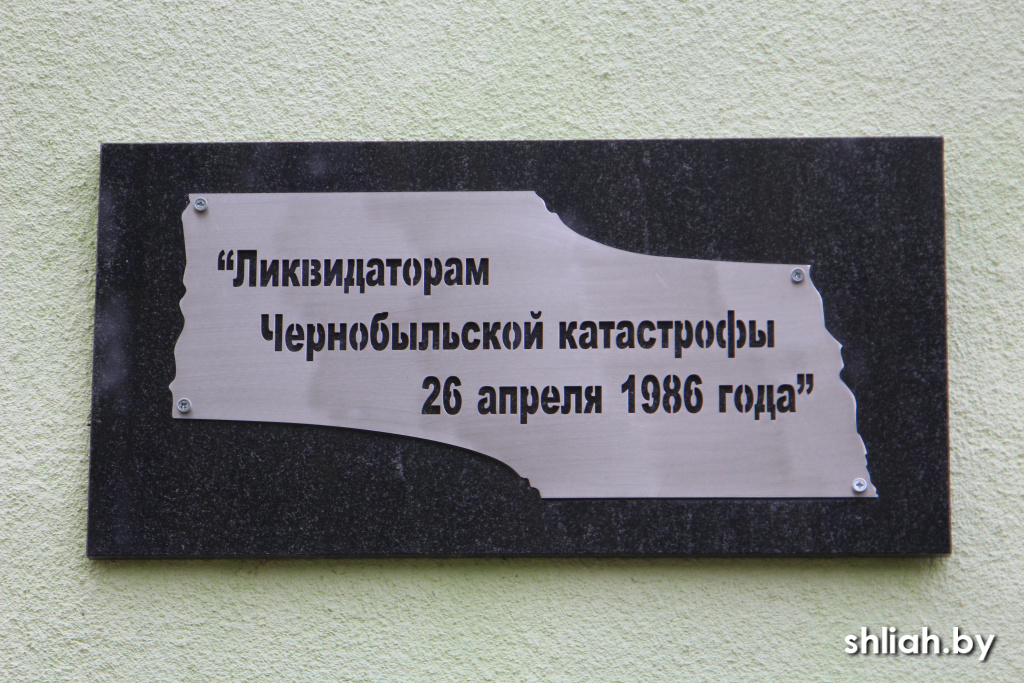 “Ликвидаторам
Чернобыльской катастрофы
26 апреля 1986 года”
shliah.by